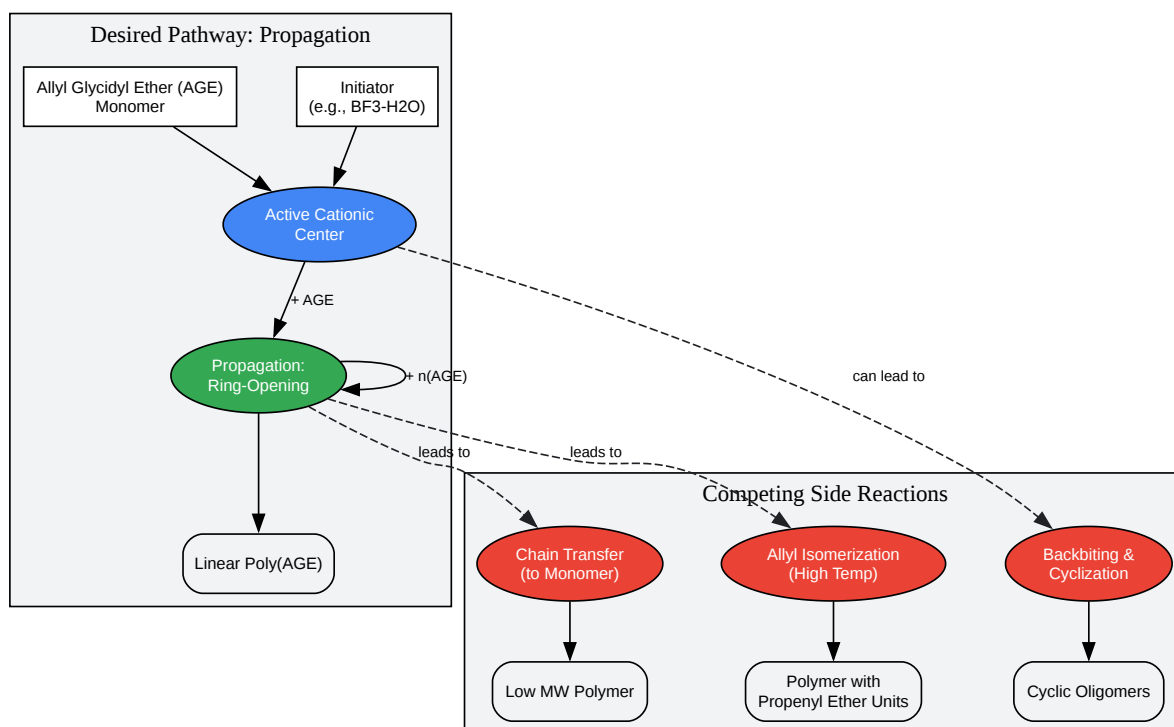 Desired Pathway: Propagation
Allyl Glycidyl Ether (AGE)
Monomer
Initiator
(e.g., BF3-H2O)
Active Cationic
Center
+ AGE
Propagation:
Ring-Opening
+ n(AGE)
can lead to
leads to
leads to
Linear Poly(AGE)
Competing Side Reactions
Chain Transfer
(to Monomer)
Allyl Isomerization
(High Temp)
Backbiting &
Cyclization
Low MW Polymer
Polymer with
Propenyl Ether Units
Cyclic Oligomers